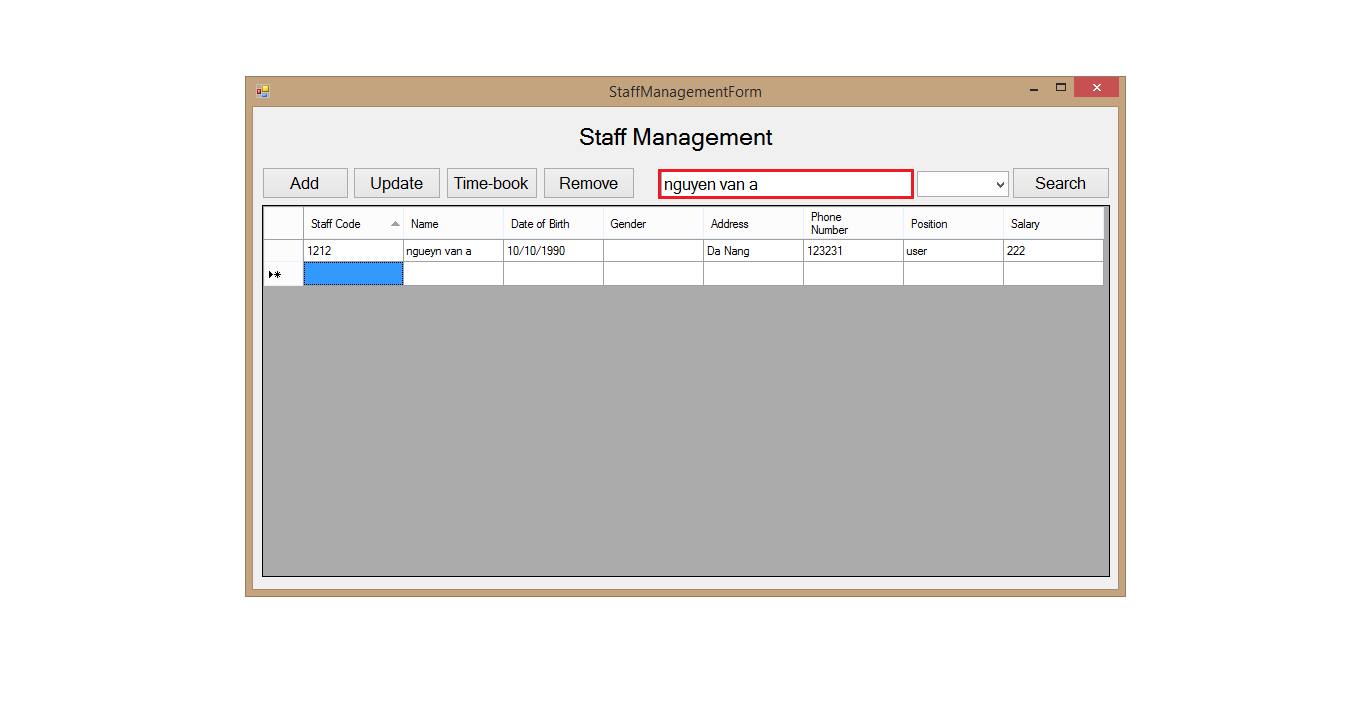 StaffManagementForm
Staff Management
Add Update Time-book Remove nguyen van a Search
Staff Code Name Date of Birth Gender Address Phone Number Position Salary
1212 ngueyn van a 10/10/1990 Da Nang 123231 user 222